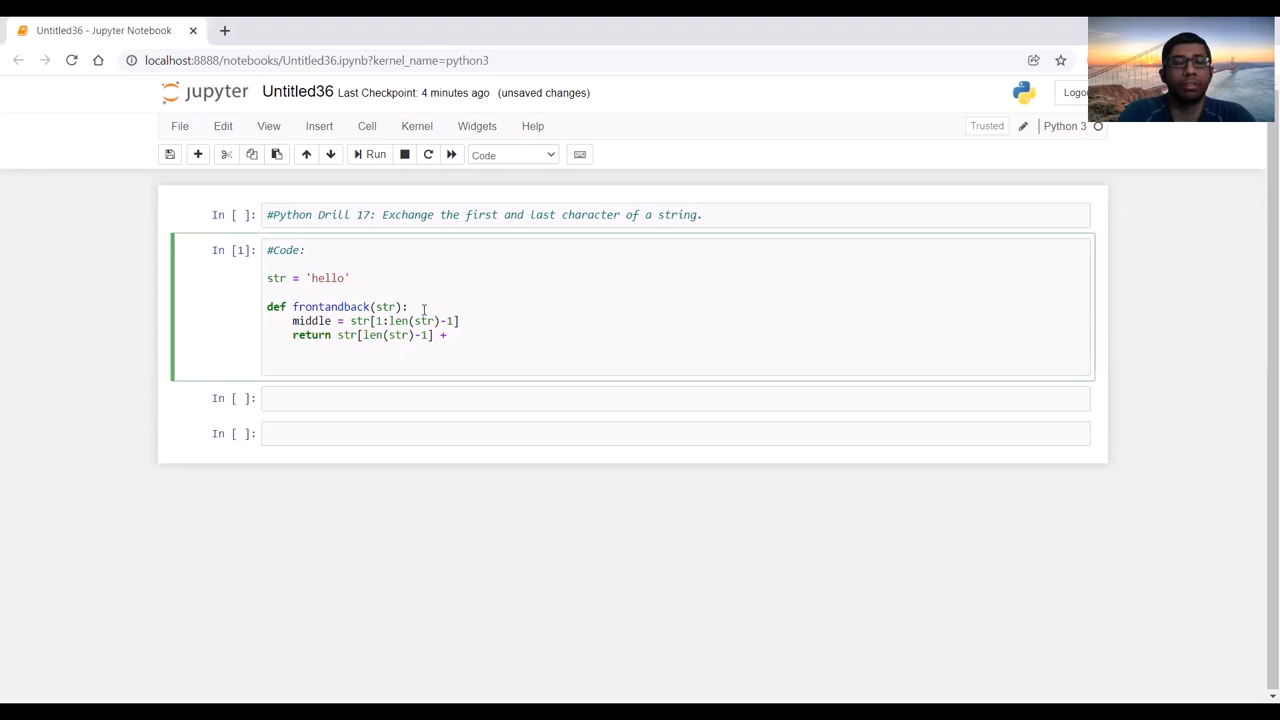 Untitled36 - Jupyter Notebook
localhost:8888/notebooks/Untitled36.ipynb?kernel_name=python3
jupyter Untitled36 Last Checkpoint: 4 minutes ago (unsaved changes)
Logou
File Edit View Insert Cell Kernel Widgets Help
Trusted
Python 3
Run
Code
In [ ]: #Python Drill 17: Exchange the first and last character of a string.
In [1]: #Code:
str = 'hello'
def frontandback(str):
middle = str[1:len(str)-1]
return str[len(str)-1] +
In [ ]:
In [ ]: